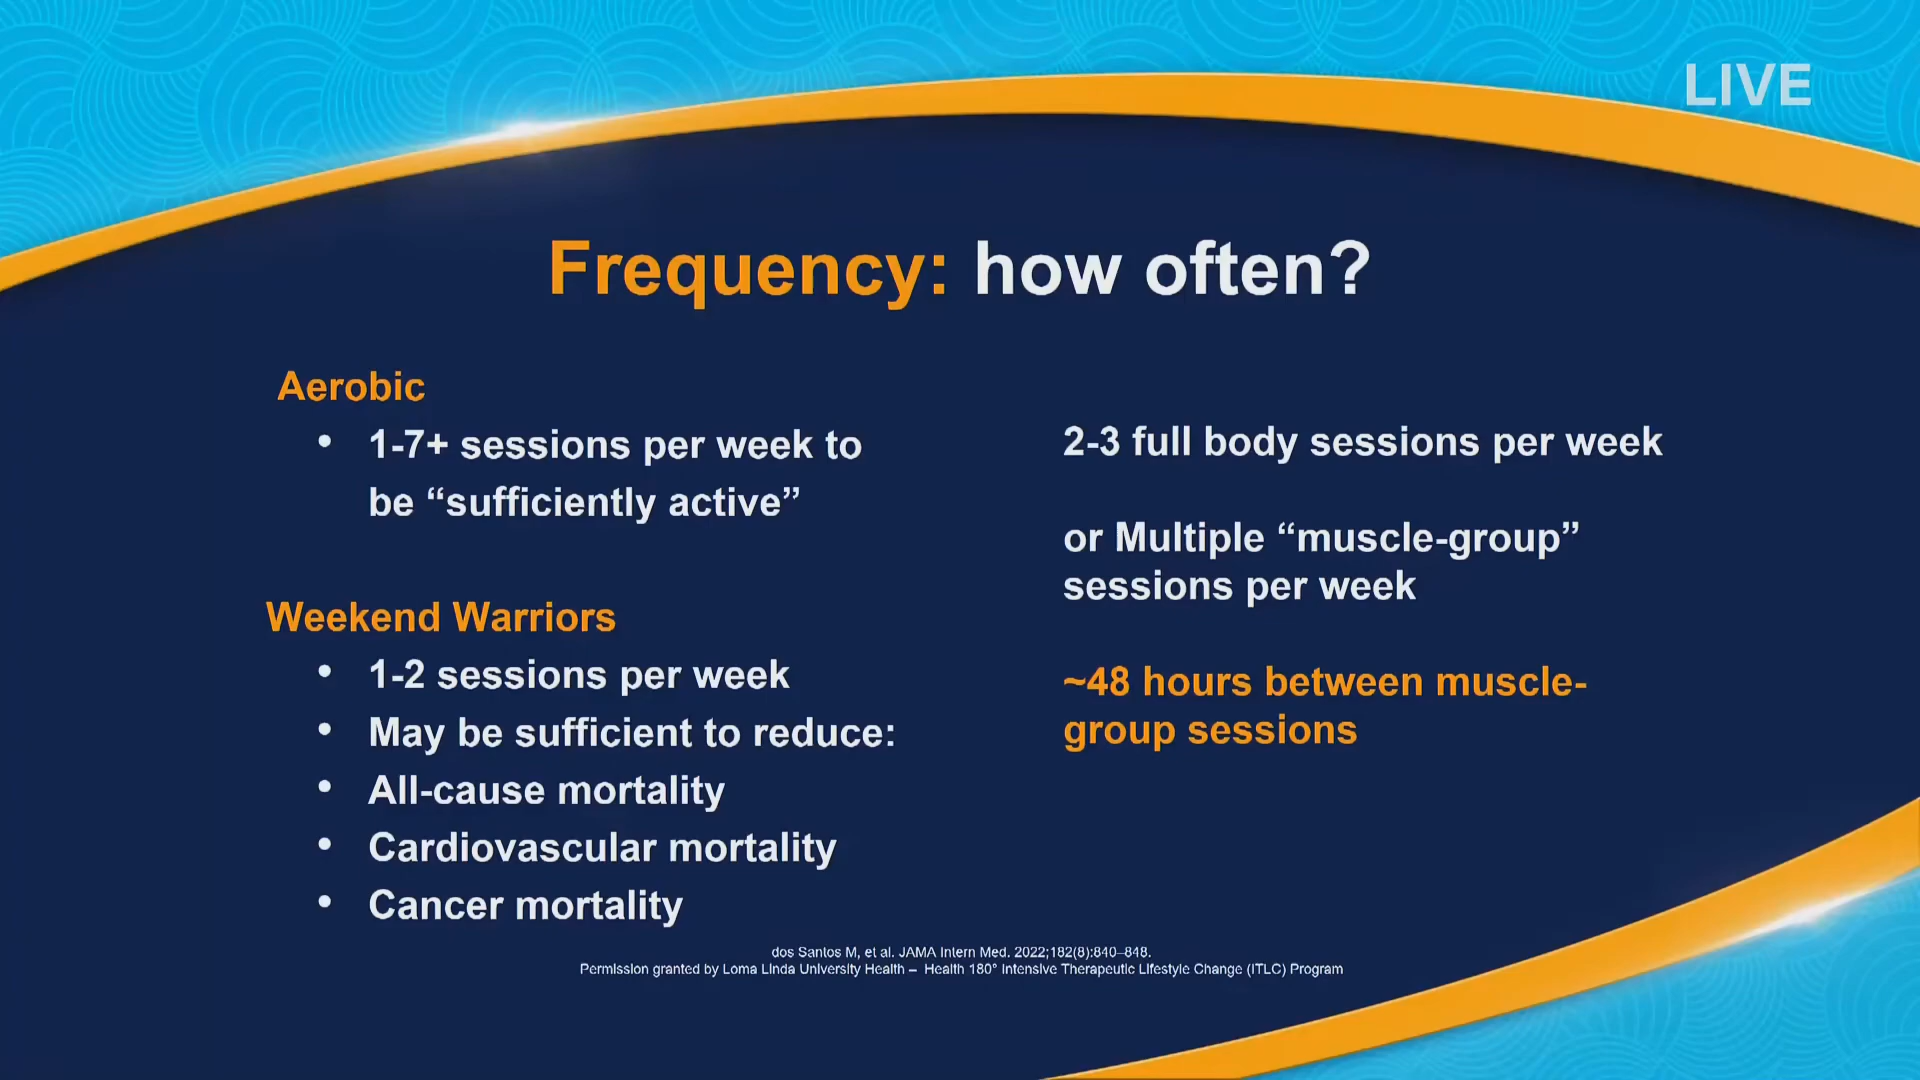 LIVE
Frequency: how often?
Aerobic
• 1-7+ sessions per week to
be “sufficiently active”
Weekend Warriors
• 1-2 sessions per week
• May be sufficient to reduce:
• All-cause mortality
• Cardiovascular mortality
• Cancer mortality
2-3 full body sessions per week
or Multiple “muscle-group”
sessions per week
~48 hours between muscle-
group sessions
dos Santos M, et al. JAMA Intern Med. 2022;182(8):840–848.
Permission granted by Loma Linda University Health – Health 180° Intensive Therapeutic Lifestyle Change (ITLC) Program